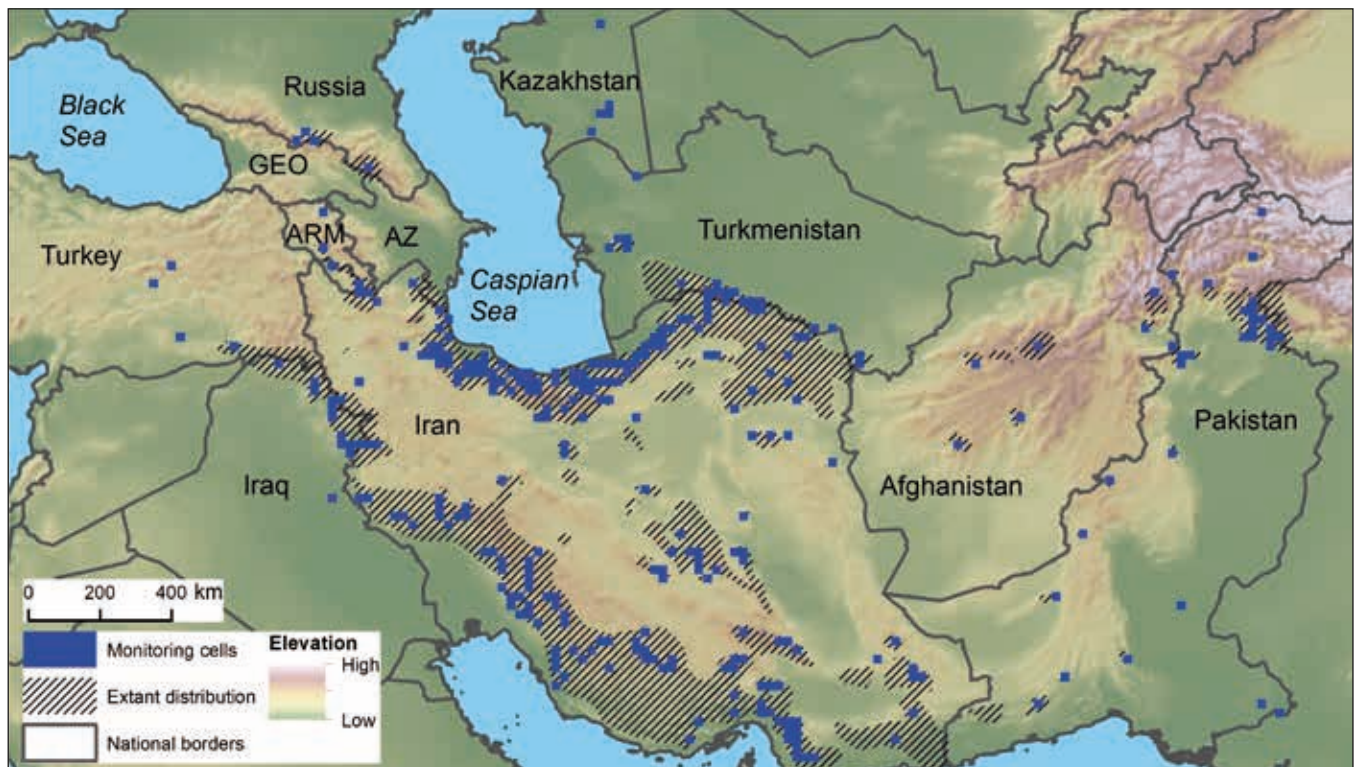 Black
Sea
Russia
Kazakhstan
GEO
ARM
AZ
Turkey
Caspian
Sea
Turkmenistan
Iran
Iraq
Afghanistan
Pakistan
0 200 400 km
Monitoring cells
Extant distribution
National borders
Elevation
High
Low